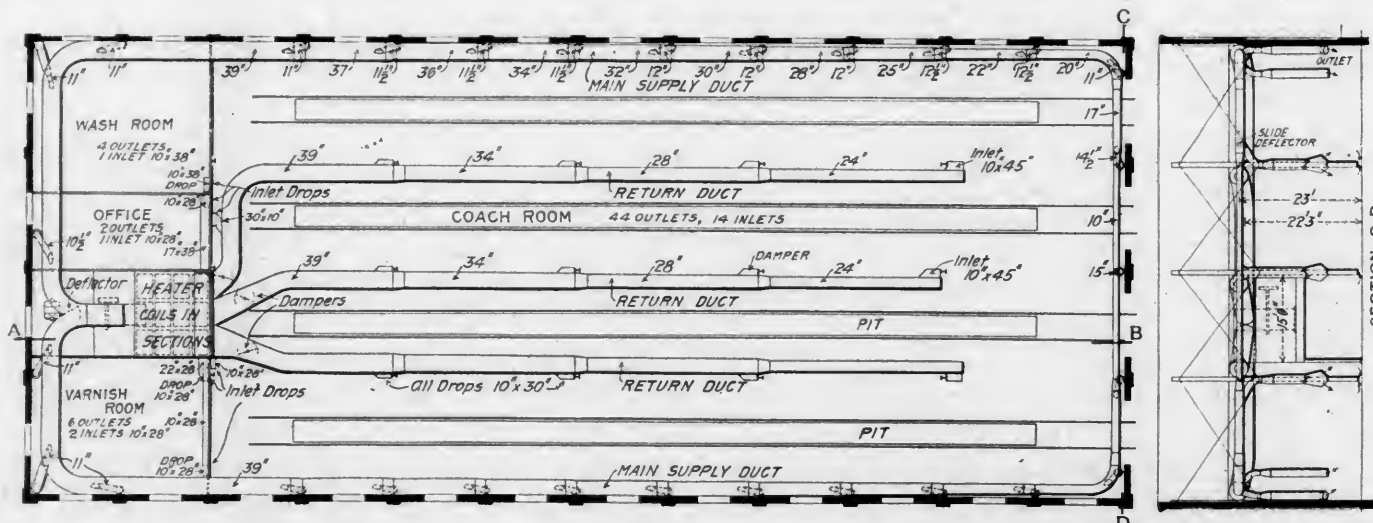 C
11"
11"
39"
11"
37"
11½"
36"
11½"
34"
11½"
32"
12"
30"
12"
28"
12"
25"
12½"
22"
12½"
20"
11"
MAIN SUPPLY DUCT
17"
WASH ROOM
4 OUTLETS
1 INLET 10"x38"
10"x38"
DROP
Inlet Drops
39"
34"
28"
24"
Inlet
10"x45"
14½"
RETURN DUCT
10"x28"
OFFICE
2 OUTLETS
1 INLET 10"x28"
17"x38"
30"x10"
COACH ROOM 44 OUTLETS, 14 INLETS
10"
10½"
39"
34"
28"
DAMPER
24"
Inlet
10"x45"
15"
RETURN DUCT
Deflector
HEATER
COILS IN
SECTIONS
Dampers
A
PIT
B
11"
22"x28"
10"x28"
DROP
10"x28"
Inlet Drops
All Drops 10"x30"
RETURN DUCT
VARNISH
ROOM
6 OUTLETS
2 INLETS 10"x28"
10"x28"
PIT
DROP
10"x28"
11"
39"
MAIN SUPPLY DUCT
D
6"
OUTLET
SLIDE
DEFLECTOR
23'
22'3"